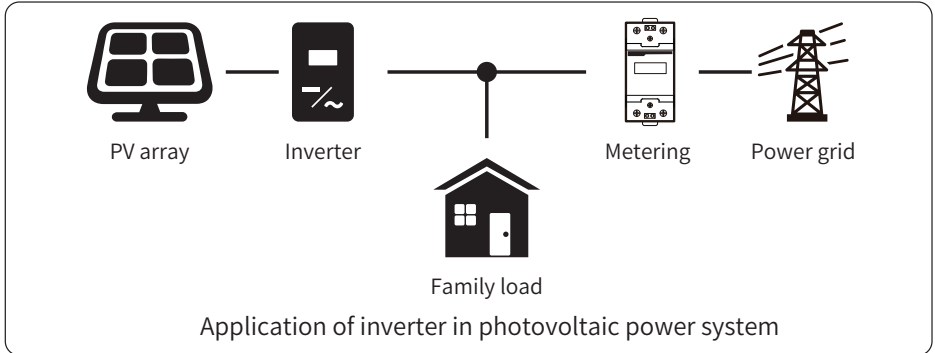 PV array
Inverter
Metering
Power grid
Family load
Application of inverter in photovoltaic power system